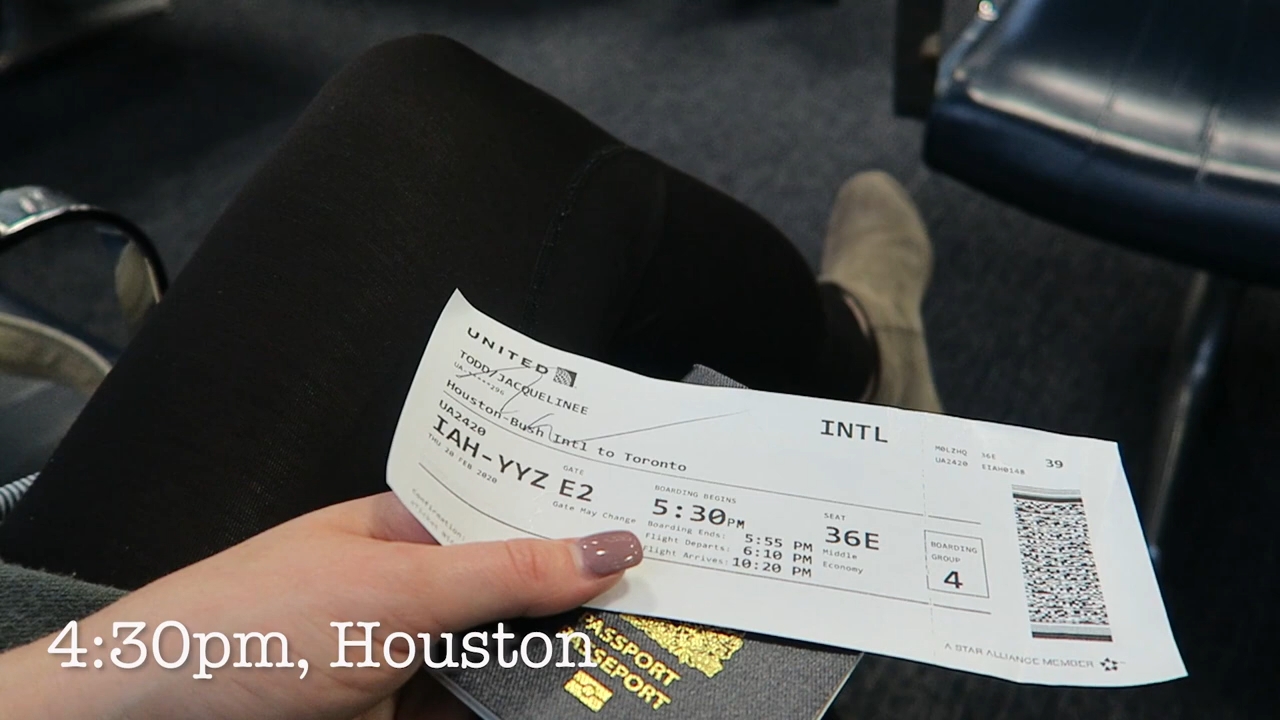 UNITED
TODD/JACQUELINEE
Houston-Bush Intl to Toronto
UA2420
IAH-YYZ
THU 20 FEB 2020
GATE
E2
Gate May Change
BOARDING BEGINS
5:30PM
Boarding Ends: 5:55 PM
Flight Departs: 6:10 PM
Flight Arrives: 10:20 PM
SEAT
36E
Middle
Economy
INTL
36E 39
UA2420
BOARDING
GROUP
4
A STAR ALLIANCE MEMBER
PASSPORT
PASSEPORT
4:30pm, Houston